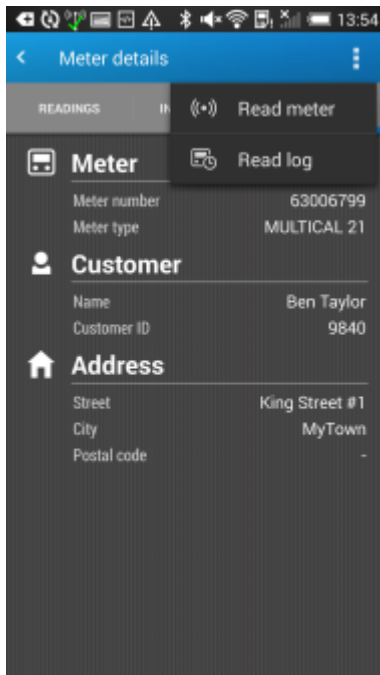 13:54
Meter details
READINGS
IN
Read meter
Read log
Meter
Meter number 63006799
Meter type MULTICAL 21
Customer
Name Ben Taylor
Customer ID 9840
Address
Street King Street #1
City MyTown
Postal code -